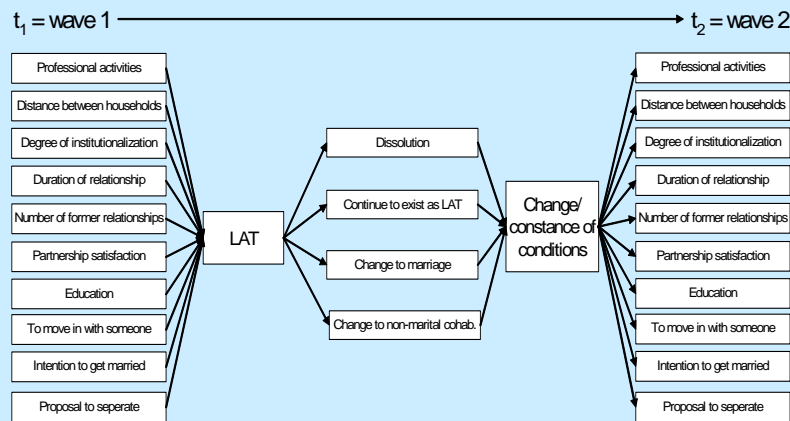 t₁ = wave 1
t₂ = wave 2
Professional activities
Distance between households
Degree of institutionalization
Duration of relationship
Number of former relationships
Partnership satisfaction
Education
To move in with someone
Intention to get married
Proposal to seperate
LAT
Dissolution
Continue to exist as LAT
Change to marriage
Change to non-marital cohab.
Change/
constance of
conditions
Professional activities
Distance between households
Degree of institutionalization
Duration of relationship
Number of former relationships
Partnership satisfaction
Education
To move in with someone
Intention to get married
Proposal to seperate